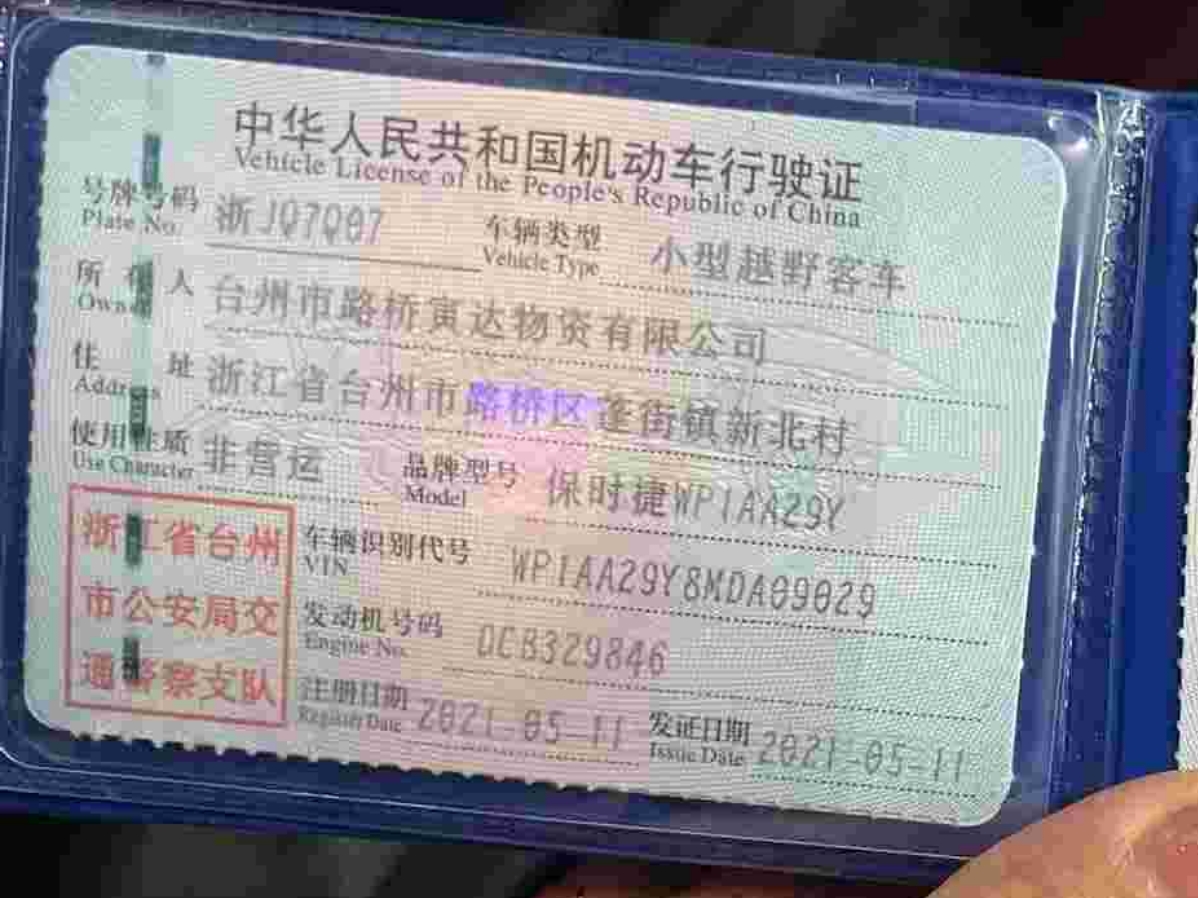 中华人民共和国机动车行驶证
Vehicle License of the People's Republic of China
号牌号码 浙JQ7Q07 车辆类型 小型越野客车
Plate No. Vehicle Type
所有人 台州市路桥寅达物资有限公司
Owner
住址 浙江省台州市路桥区蓬街镇新北村
Address
使用性质 非营运 品牌型号 保时捷WP1AA29Y
Use Character Model
浙江省台州
市公安局交
通警察支队
车辆识别代号 WP1AA29Y8MDA09029
VIN
发动机号码 DCB329846
Engine No.
注册日期 2021-05-11 发证日期 2021-05-11
Register Date Issue Date